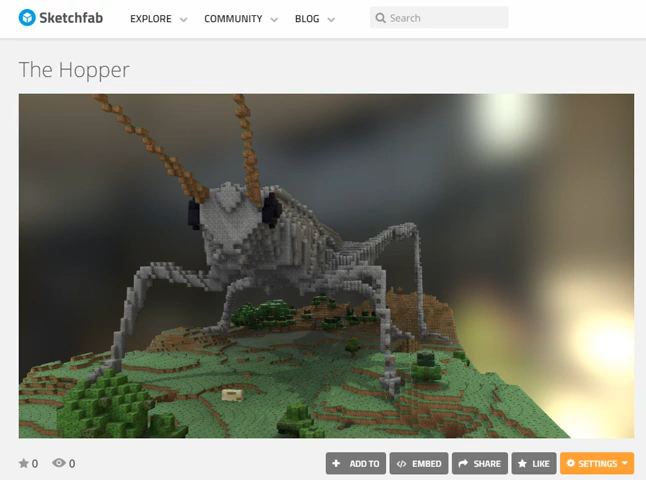 Sketchfab EXPLORE COMMUNITY BLOG Search
The Hopper
0 0 ADD TO </> EMBED SHARE LIKE SETTINGS